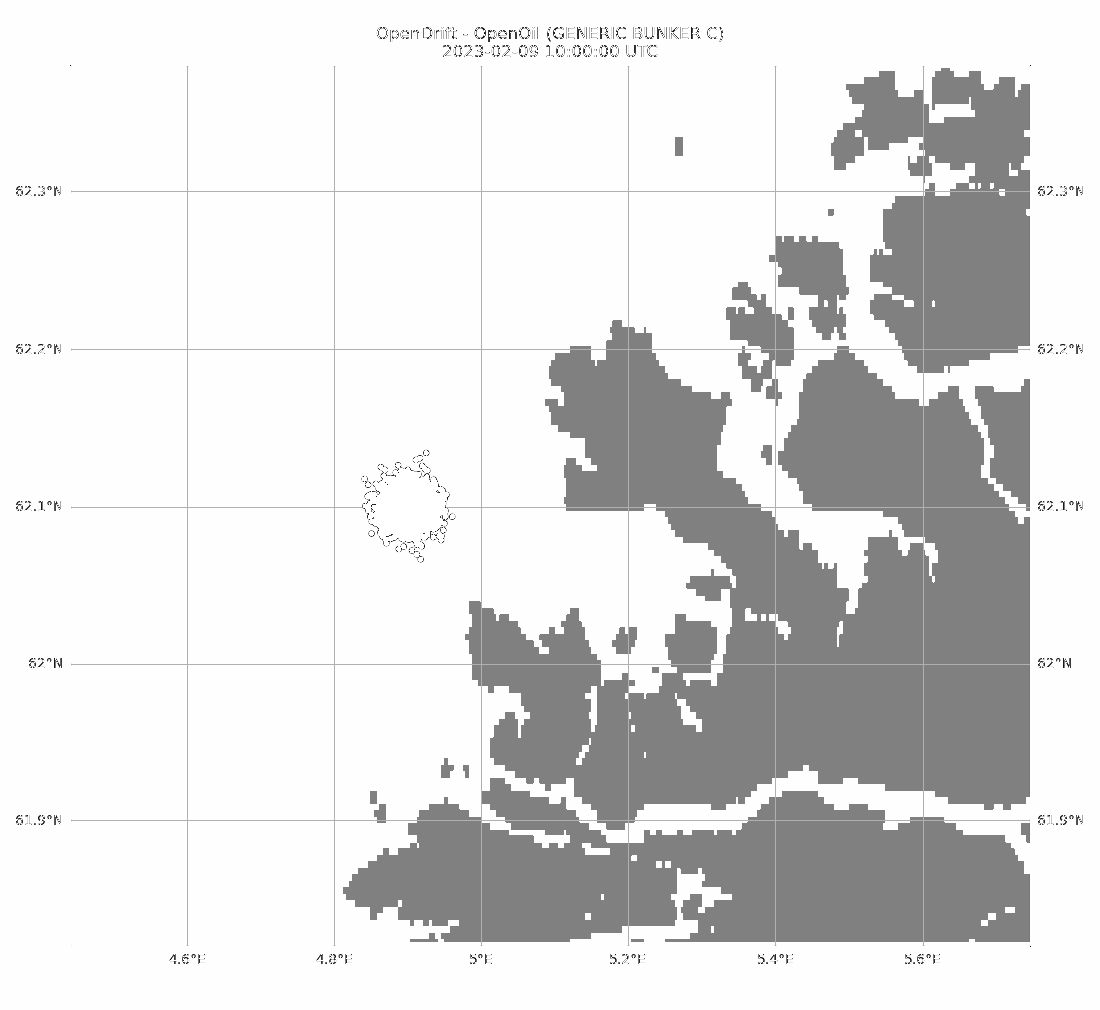 OpenDrift - OpenOil (GENERIC BUNKER C)
2023-02-09 10:00:00 UTC
62.3°N 62.3°N
62.2°N 62.2°N
62.1°N 62.1°N
62°N 62°N
61.9°N 61.9°N
4.6°E 4.8°E 5°E 5.2°E 5.4°E 5.6°E